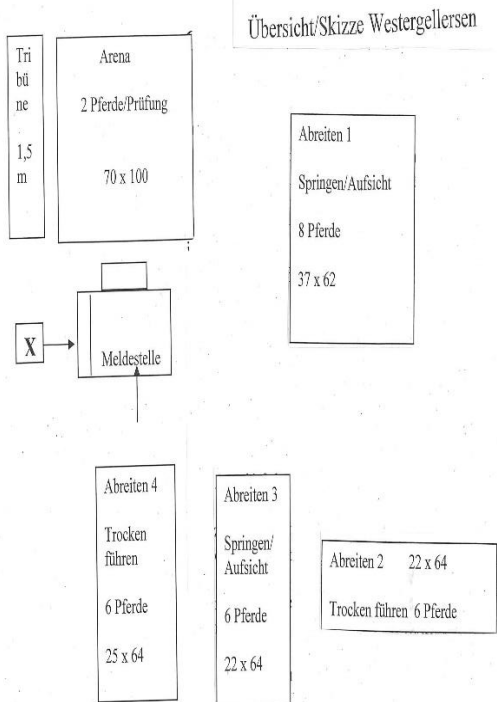 Übersicht/Skizze Westergellersen
Tri
bü
ne
1,5
m
Arena
2 Pferde/Prüfung
70 x 100
Abreiten 1
Springen/Aufsicht
8 Pferde
37 x 62
X
Meldestelle
Abreiten 4
Trocken
führen
6 Pferde
25 x 64
Abreiten 3
Springen/
Aufsicht
6 Pferde
22 x 64
Abreiten 2 22 x 64
Trocken führen 6 Pferde